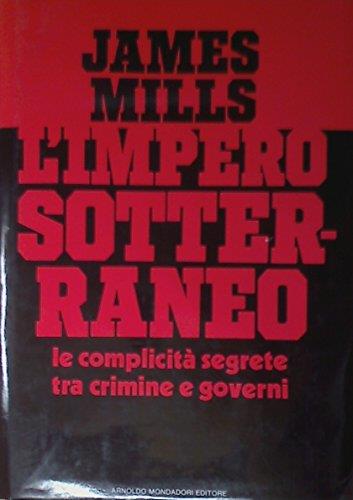 JAMES
MILLS
L'IMPERO
SOTTER-
RANEO
le complicità segrete
tra crimine e governi
ARNOLDO MONDADORI EDITORE